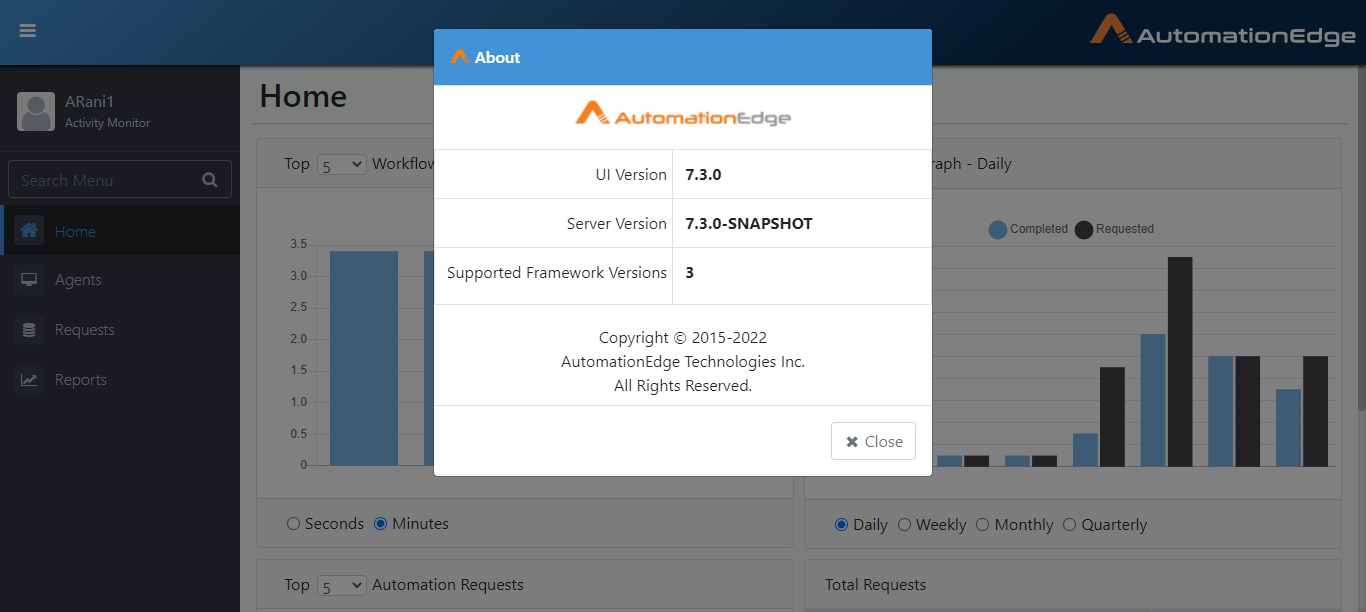 AutomationEdge
ARani1
Activity Monitor
Search Menu
Home
Agents
Requests
Reports
Home
Top 5 Workflow
3.5
3.0
2.5
2.0
1.5
1.0
0.5
0
Seconds Minutes
Top 5 Automation Requests
About
AutomationEdge
UI Version 7.3.0
Server Version 7.3.0-SNAPSHOT
Supported Framework Versions 3
Copyright © 2015-2022
AutomationEdge Technologies Inc.
All Rights Reserved.
Close
raph - Daily
Completed Requested
Daily Weekly Monthly Quarterly
Total Requests